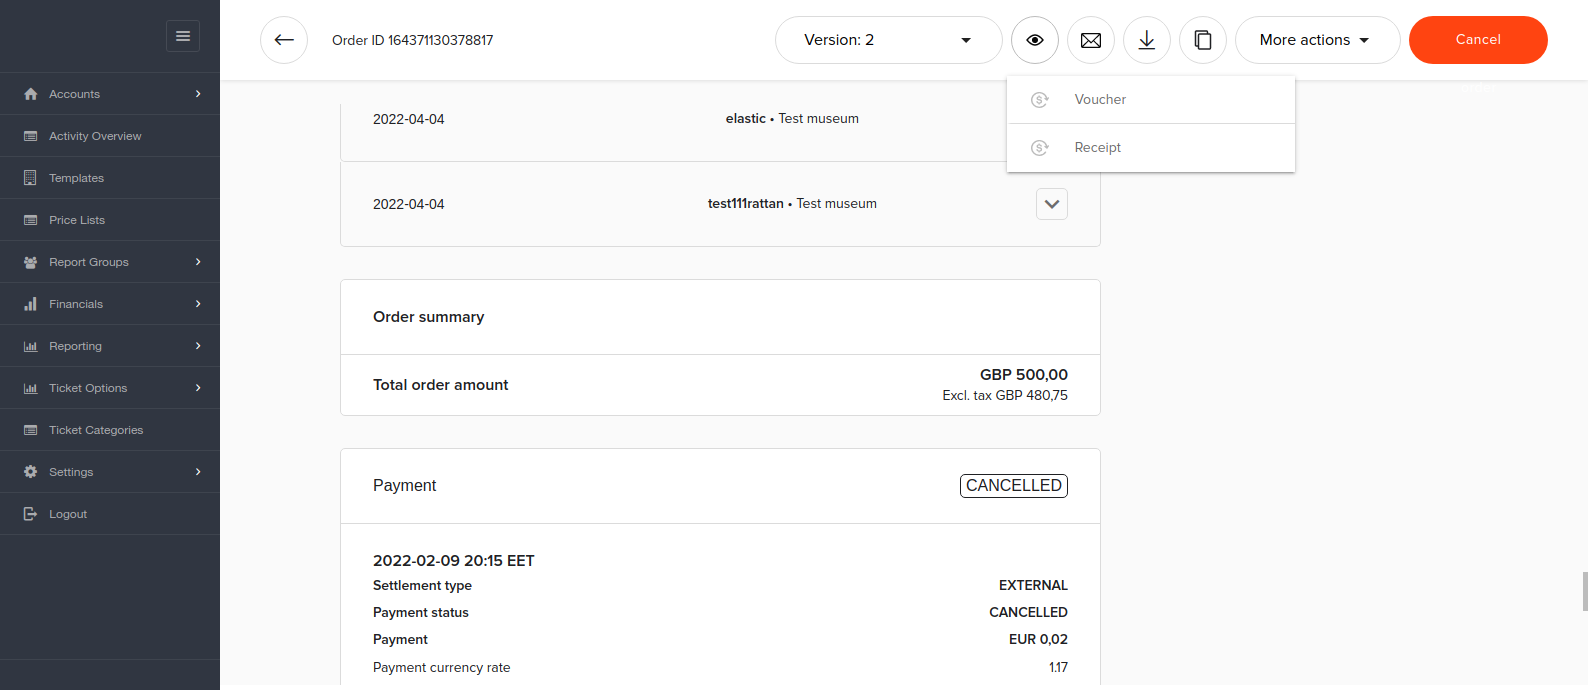 Order ID 164371130378817
Version: 2
More actions
Cancel
Accounts
Activity Overview
Templates
Price Lists
Report Groups
Financials
Reporting
Ticket Options
Ticket Categories
Settings
Logout
Voucher
Receipt
2022-04-04
elastic • Test museum
2022-04-04
test111rattan • Test museum
Order summary
Total order amount
GBP 500,00
Excl. tax GBP 480,75
Payment
CANCELLED
2022-02-09 20:15 EET
Settlement type
EXTERNAL
Payment status
CANCELLED
Payment
EUR 0,02
Payment currency rate
1.17